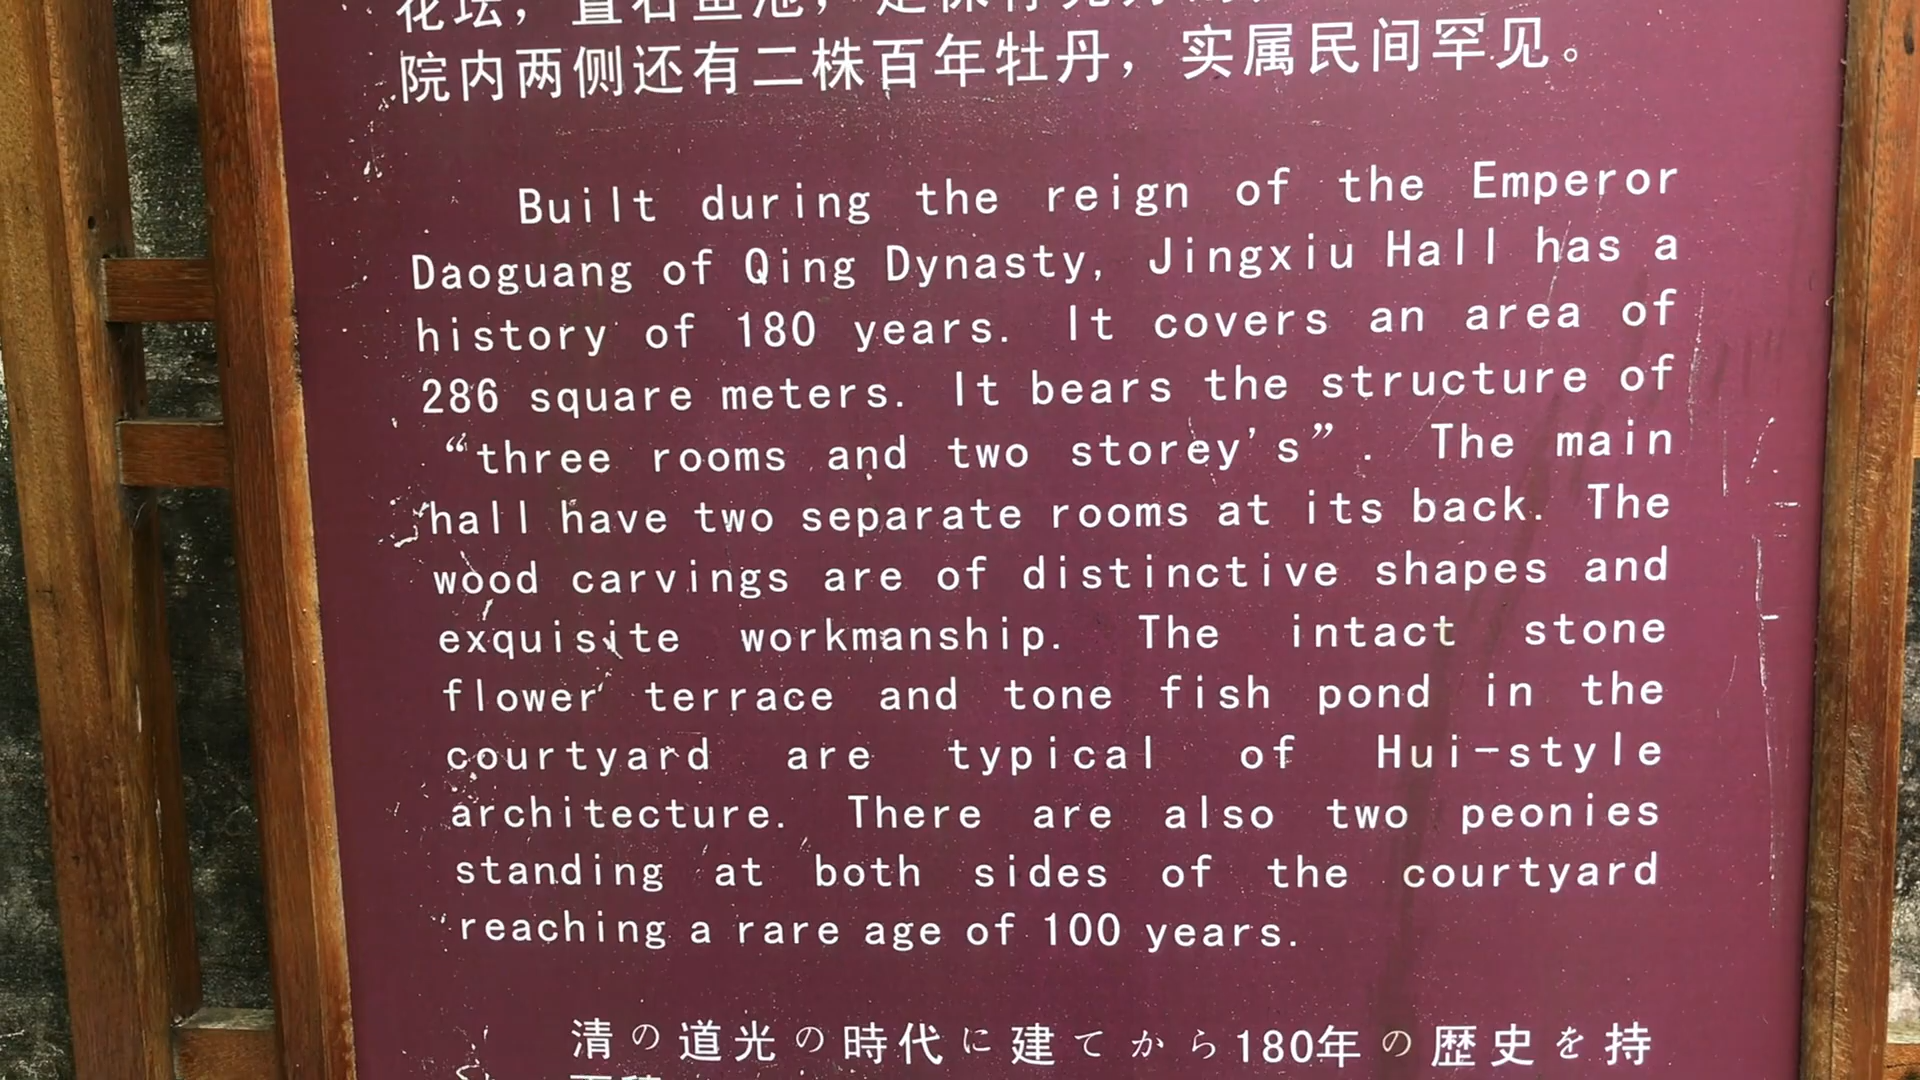 院内两侧还有二株百年牡丹，实属民间罕见。
Built during the reign of the Emperor
Daoguang of Qing Dynasty, Jingxiu Hall has a
history of 180 years. It covers an area of
286 square meters. It bears the structure of
“three rooms and two storey's”. The main
hall have two separate rooms at its back. The
wood carvings are of distinctive shapes and
exquisite workmanship. The intact stone
flower terrace and tone fish pond in the
courtyard are typical of Hui-style
architecture. There are also two peonies
standing at both sides of the courtyard
reaching a rare age of 100 years.
清の道光の時代に建てから180年の歴史を持